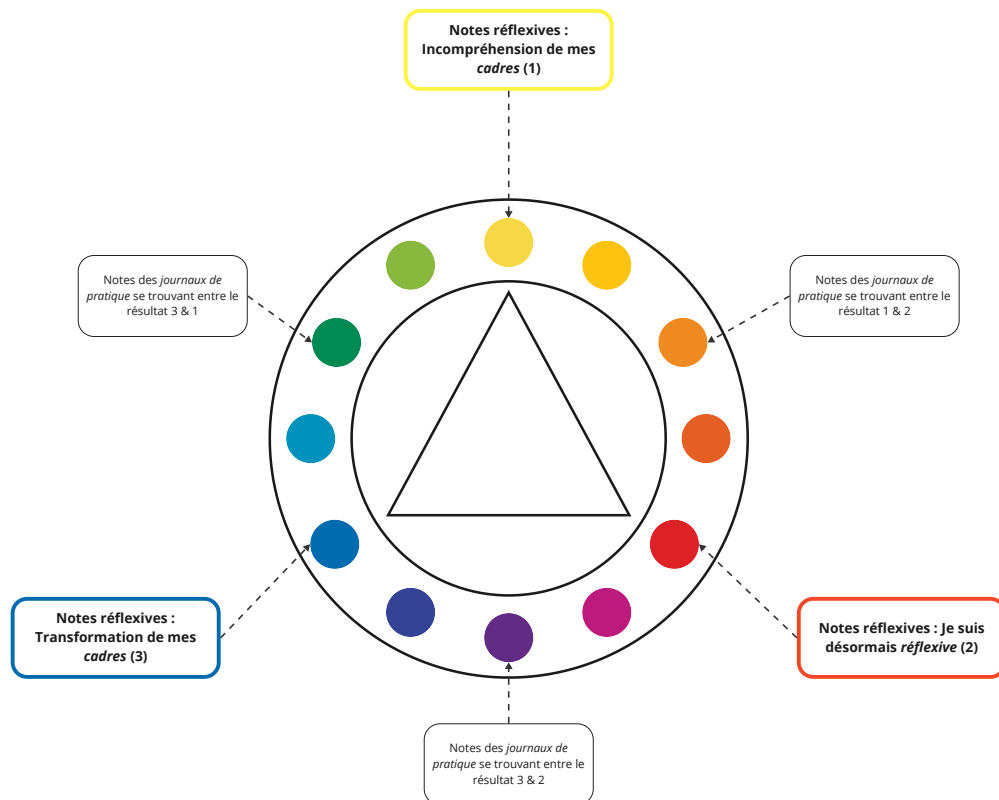 Notes réflexives :
Incompréhension de mes
cadres (1)
Notes des journaux de
pratique se trouvant entre le
résultat 3 & 1
Notes des journaux de
pratique se trouvant entre le
résultat 1 & 2
Notes réflexives :
Transformation de mes
cadres (3)
Notes réflexives : Je suis
désormais réflexive (2)
Notes des journaux de
pratique se trouvant entre le
résultat 3 & 2